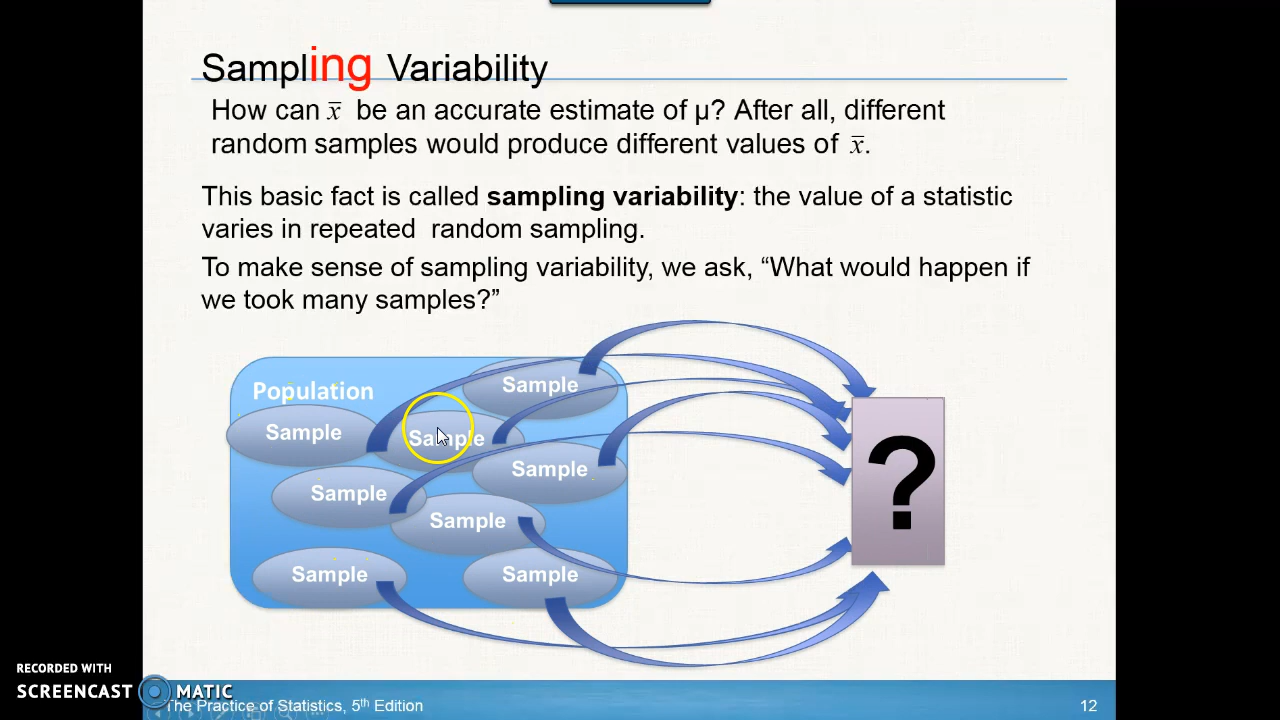 Sampling Variability
How can x̅ be an accurate estimate of μ? After all, different
random samples would produce different values of x̅.
This basic fact is called sampling variability: the value of a statistic
varies in repeated random sampling.
To make sense of sampling variability, we ask, “What would happen if
we took many samples?”
Population
Sample
Sample
Sample
Sample
Sample
Sample
Sample
Sample
?
RECORDED WITH
SCREENCAST MATIC
The Practice of Statistics, 5th Edition
12